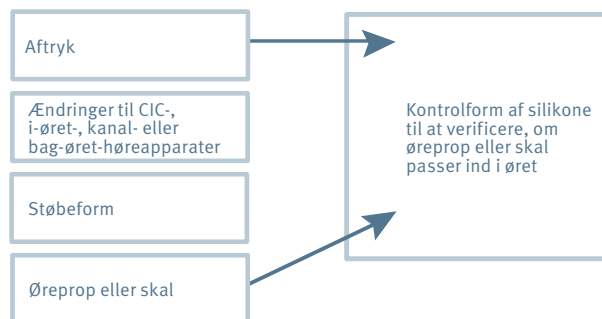 Aftryk
Ændringer til CIC-,
i-øret-, kanal- eller
bag-øret-høreapparater
Støbeform
Øreprop eller skal
Kontrolform af silikone
til at verificere, om
øreprop eller skal
passer ind i øret